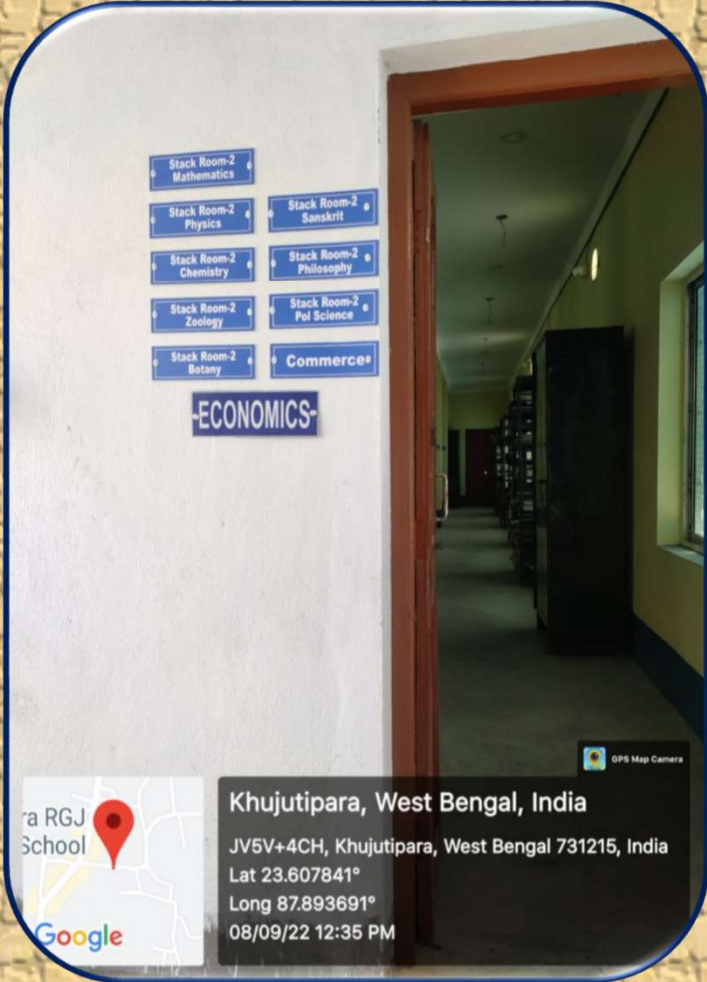 Stack Room-2
Mathematics
Stack Room-2
Physics
Stack Room-2
Chemistry
Stack Room-2
Zoology
Stack Room-2
Botany
Stack Room-2
Sanskrit
Stack Room-2
Philosophy
Stack Room-2
Pol Science
Commerce
ECONOMICS
GPS Map Camera
ra RGJ
School
Google
Khujutipara, West Bengal, India
JV5V+4CH, Khujutipara, West Bengal 731215, India
Lat 23.607841°
Long 87.893691°
08/09/22 12:35 PM